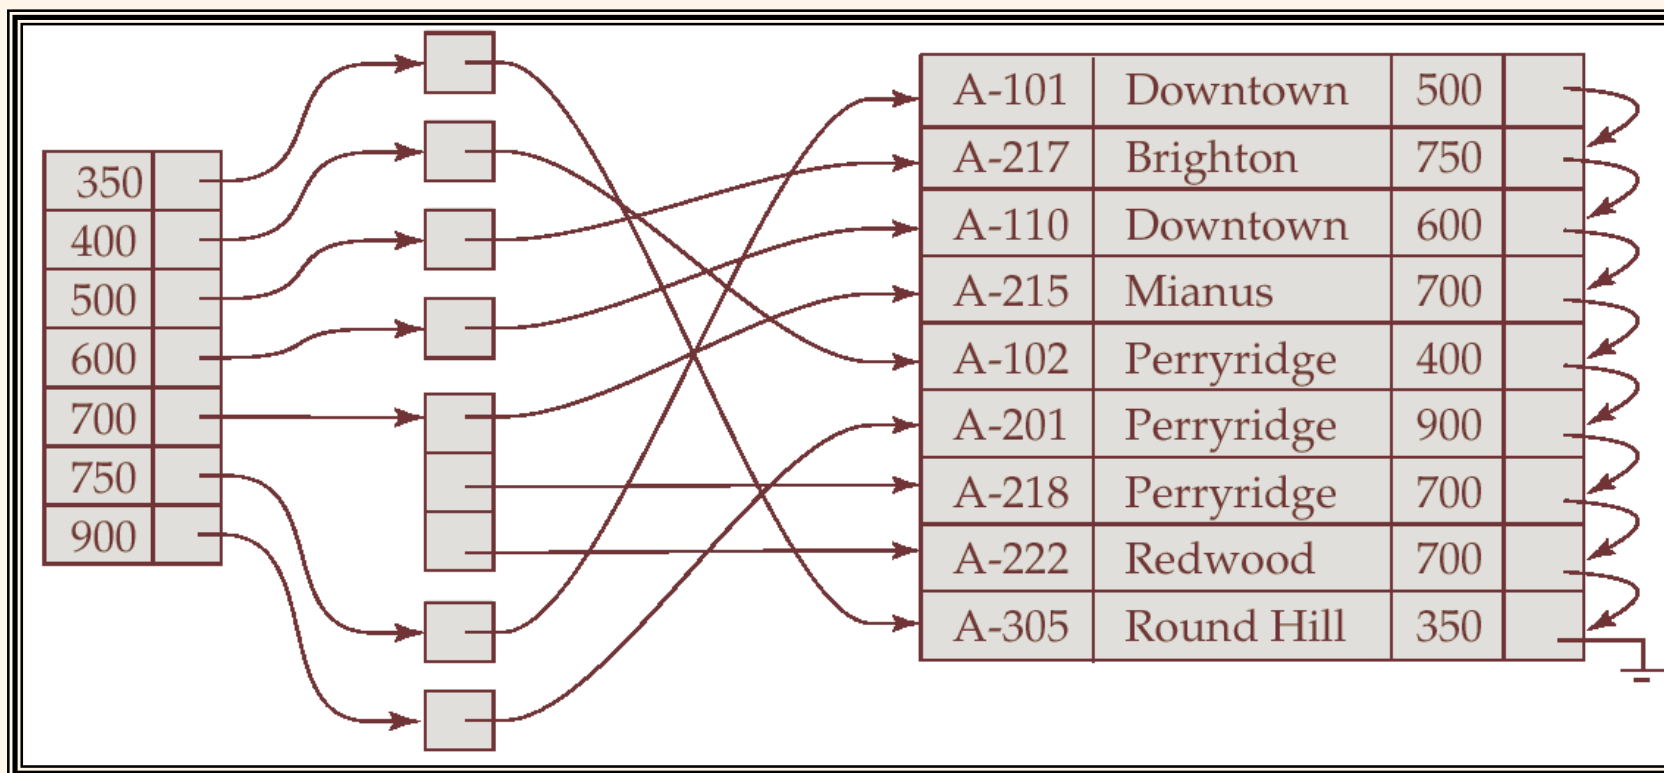 350
400
500
600
700
750
900
A-101 Downtown 500
A-217 Brighton 750
A-110 Downtown 600
A-215 Mianus 700
A-102 Perryridge 400
A-201 Perryridge 900
A-218 Perryridge 700
A-222 Redwood 700
A-305 Round Hill 350